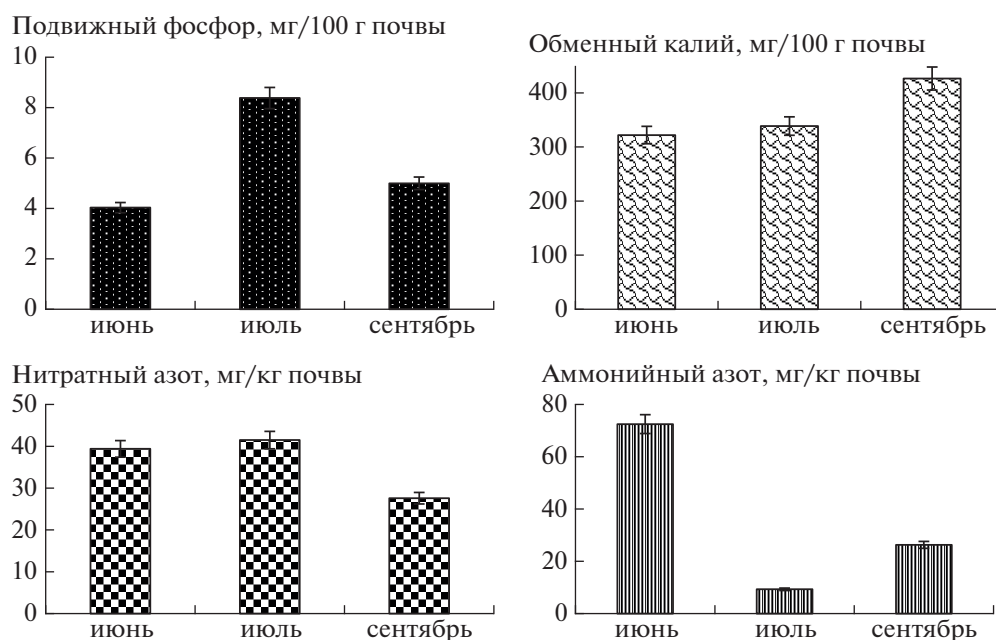 Подвижный фосфор, мг/100 г почвы
10
8
6
4
2
0
июнь июль сентябрь
Обменный калий, мг/100 г почвы
400
300
200
100
0
июнь июль сентябрь
Нитратный азот, мг/кг почвы
50
40
30
20
10
0
июнь июль сентябрь
Аммонийный азот, мг/кг почвы
80
60
40
20
0
июнь июль сентябрь